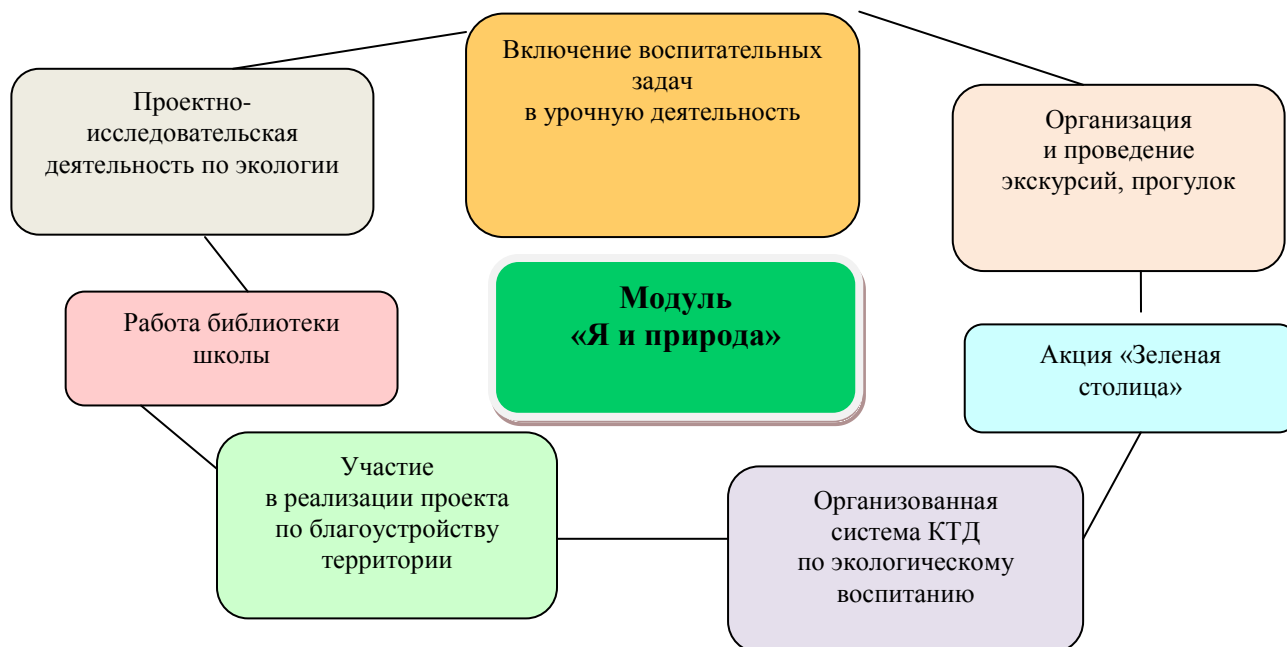 Включение воспитательных
задач
в урочную деятельность
Проектно-
исследовательская
деятельность по экологии
Организация
и проведение
экскурсий, прогулок
Модуль
«Я и природа»
Работа библиотеки
школы
Акция «Зеленая
столица»
Участие
в реализации проекта
по благоустройству
территории
Организованная
система КТД
по экологическому
воспитанию